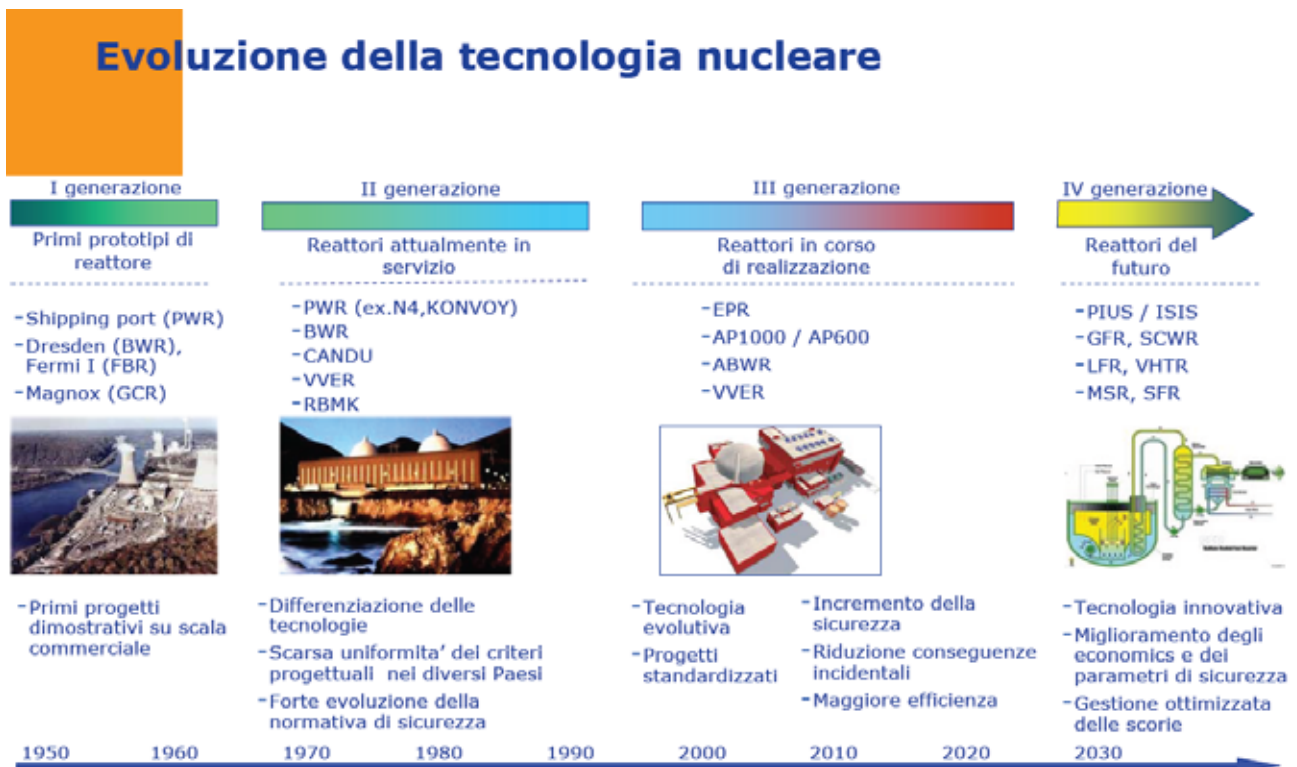 Evoluzione della tecnologia nucleare
I generazione
Primi prototipi di
reattore
-Shipping port (PWR)
-Dresden (BWR),
Fermi I (FBR)
-Magnox (GCR)
-Primi progetti
dimostrativi su scala
commerciale
II generazione
Reattori attualmente in
servizio
-PWR (ex.N4,KONVOY)
-BWR
-CANDU
-VVER
-RBMK
-Differenziazione delle
tecnologie
-Scarsa uniformita' dei criteri
progettuali nei diversi Paesi
-Forte evoluzione della
normativa di sicurezza
III generazione
Reattori in corso
di realizzazione
-EPR
-AP1000 / AP600
-ABWR
-VVER
-Tecnologia
evolutiva
-Progetti
standardizzati
-Incremento della
sicurezza
-Riduzione conseguenze
incidentali
-Maggiore efficienza
IV generazione
Reattori del
futuro
-PIUS / ISIS
-GFR, SCWR
-LFR, VHTR
-MSR, SFR
-Tecnologia innovativa
-Miglioramento degli
economics e dei
parametri di sicurezza
-Gestione ottimizzata
delle scorie
1950 1960 1970 1980 1990 2000 2010 2020 2030